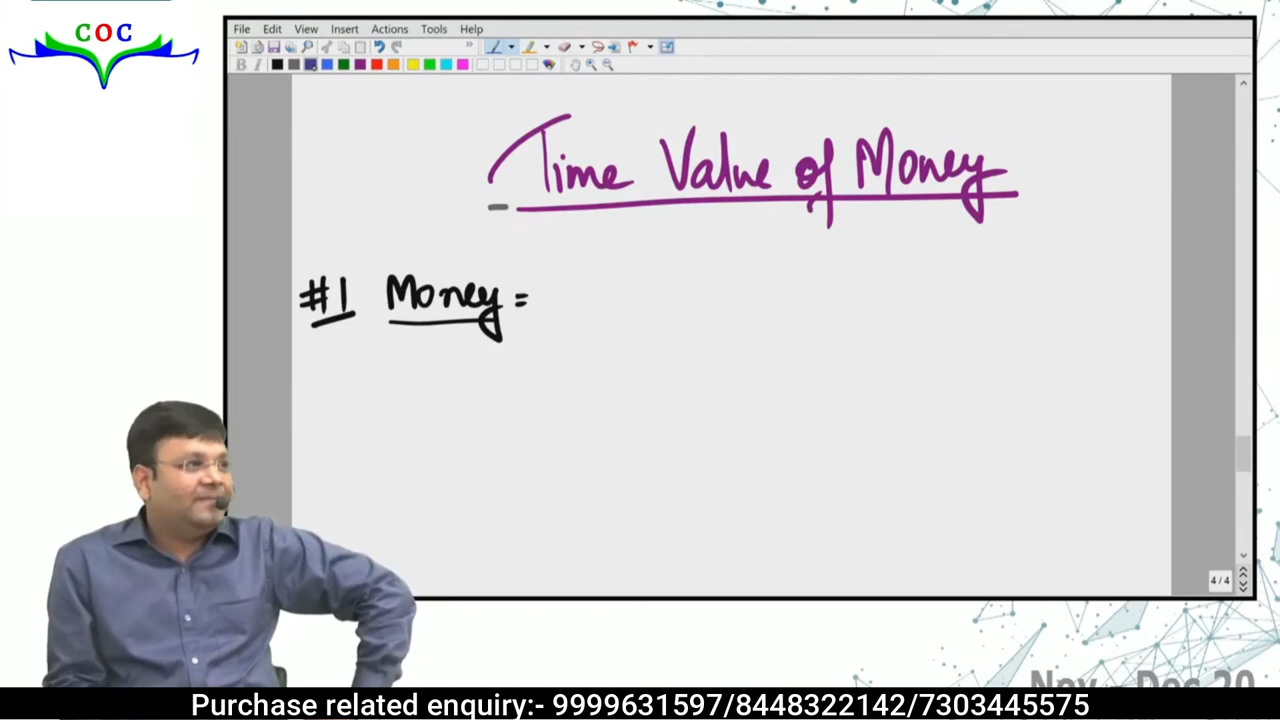 COC
File Edit View Insert Actions Tools Help
Time Value of Money
#1 Money =
4 / 4
Purchase related enquiry:- 9999631597/8448322142/7303445575